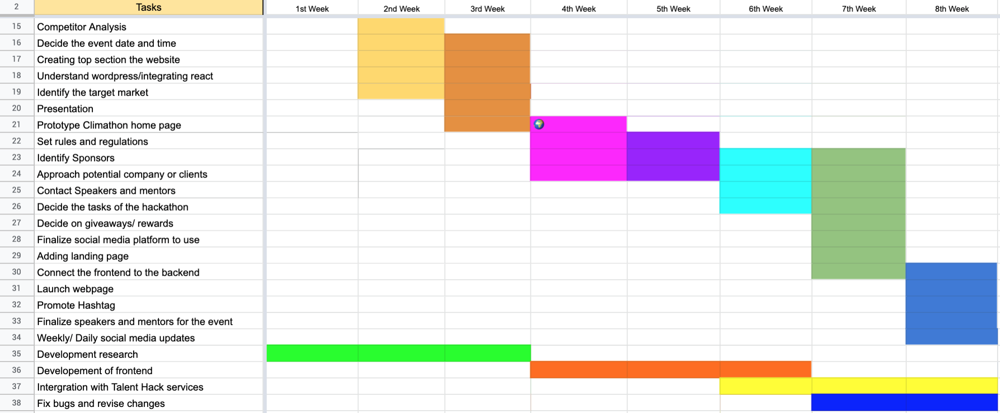 2 Tasks 1st Week 2nd Week 3rd Week 4th Week 5th Week 6th Week 7th Week 8th Week
15 Competitor Analysis
16 Decide the event date and time
17 Creating top section the website
18 Understand wordpress/integrating react
19 Identify the target market
20 Presentation
21 Prototype Climathon home page
22 Set rules and regulations
23 Identify Sponsors
24 Approach potential company or clients
25 Contact Speakers and mentors
26 Decide the tasks of the hackathon
27 Decide on giveaways/ rewards
28 Finalize social media platform to use
29 Adding landing page
30 Connect the frontend to the backend
31 Launch webpage
32 Promote Hashtag
33 Finalize speakers and mentors for the event
34 Weekly/ Daily social media updates
35 Development research
36 Developement of frontend
37 Intergration with Talent Hack services
38 Fix bugs and revise changes